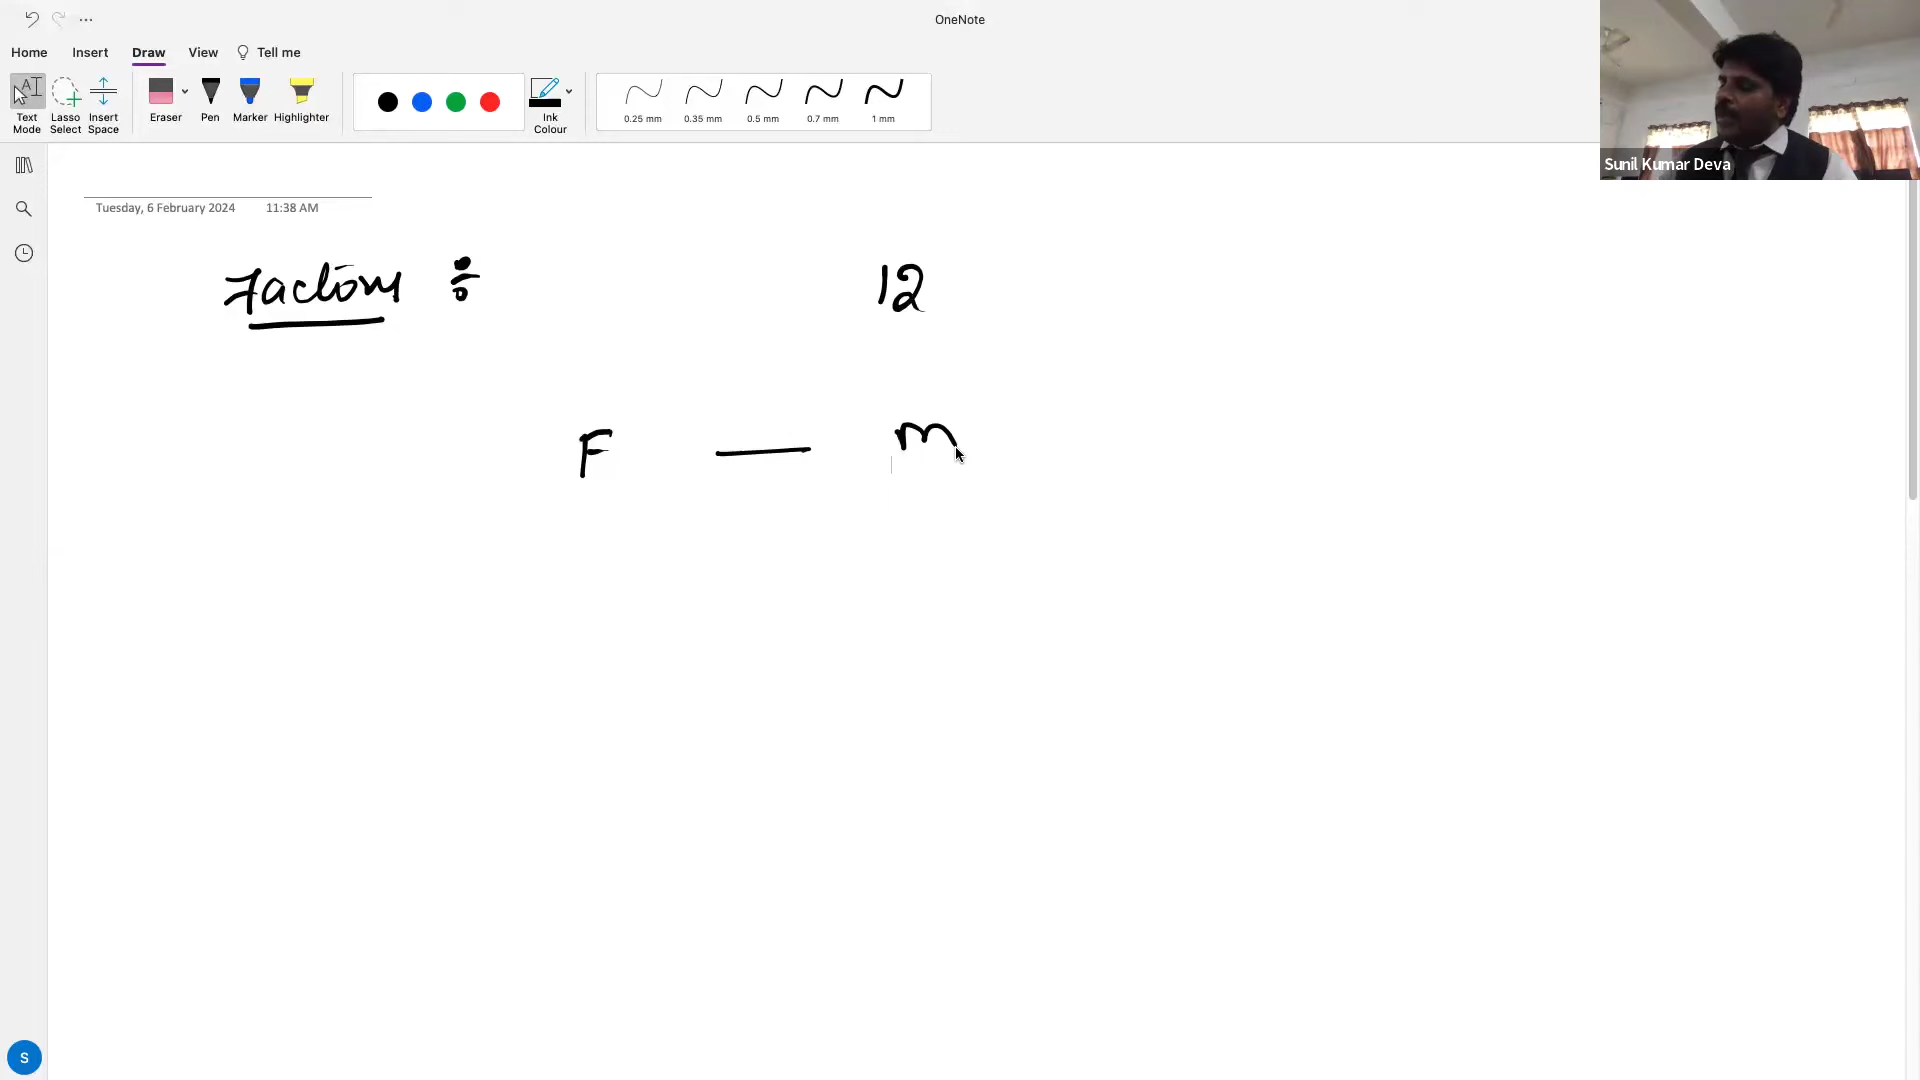 OneNote
Home Insert Draw View Tell me
Text Mode Lasso Select Insert Space Eraser Pen Marker Highlighter Ink Colour 0.25 mm 0.35 mm 0.5 mm 0.7 mm 1 mm
Sunil Kumar Deva
Tuesday, 6 February 2024 11:38 AM
Factors ÷ 12
F — m
S